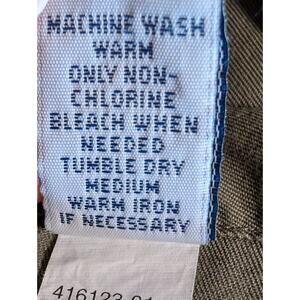 MACHINE WASH
WARM
ONLY NON-
CHLORINE
BLEACH WHEN
NEEDED
TUMBLE DRY
MEDIUM
WARM IRON
IF NECESSARY